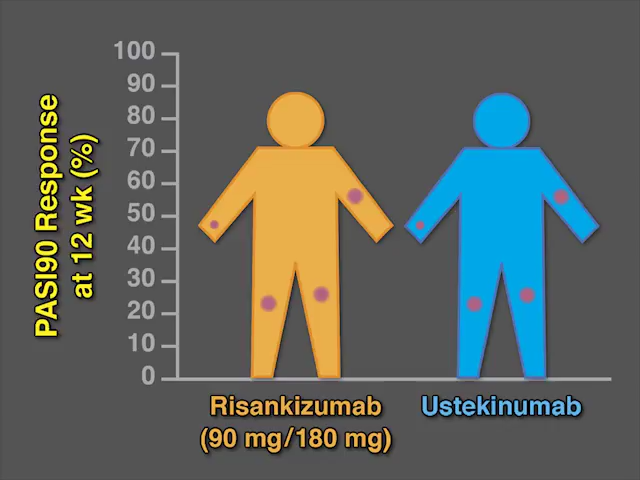 PASI90 Response
at 12 wk (%)
100
90
80
70
60
50
40
30
20
10
0
Risankizumab
(90 mg/180 mg)
Ustekinumab